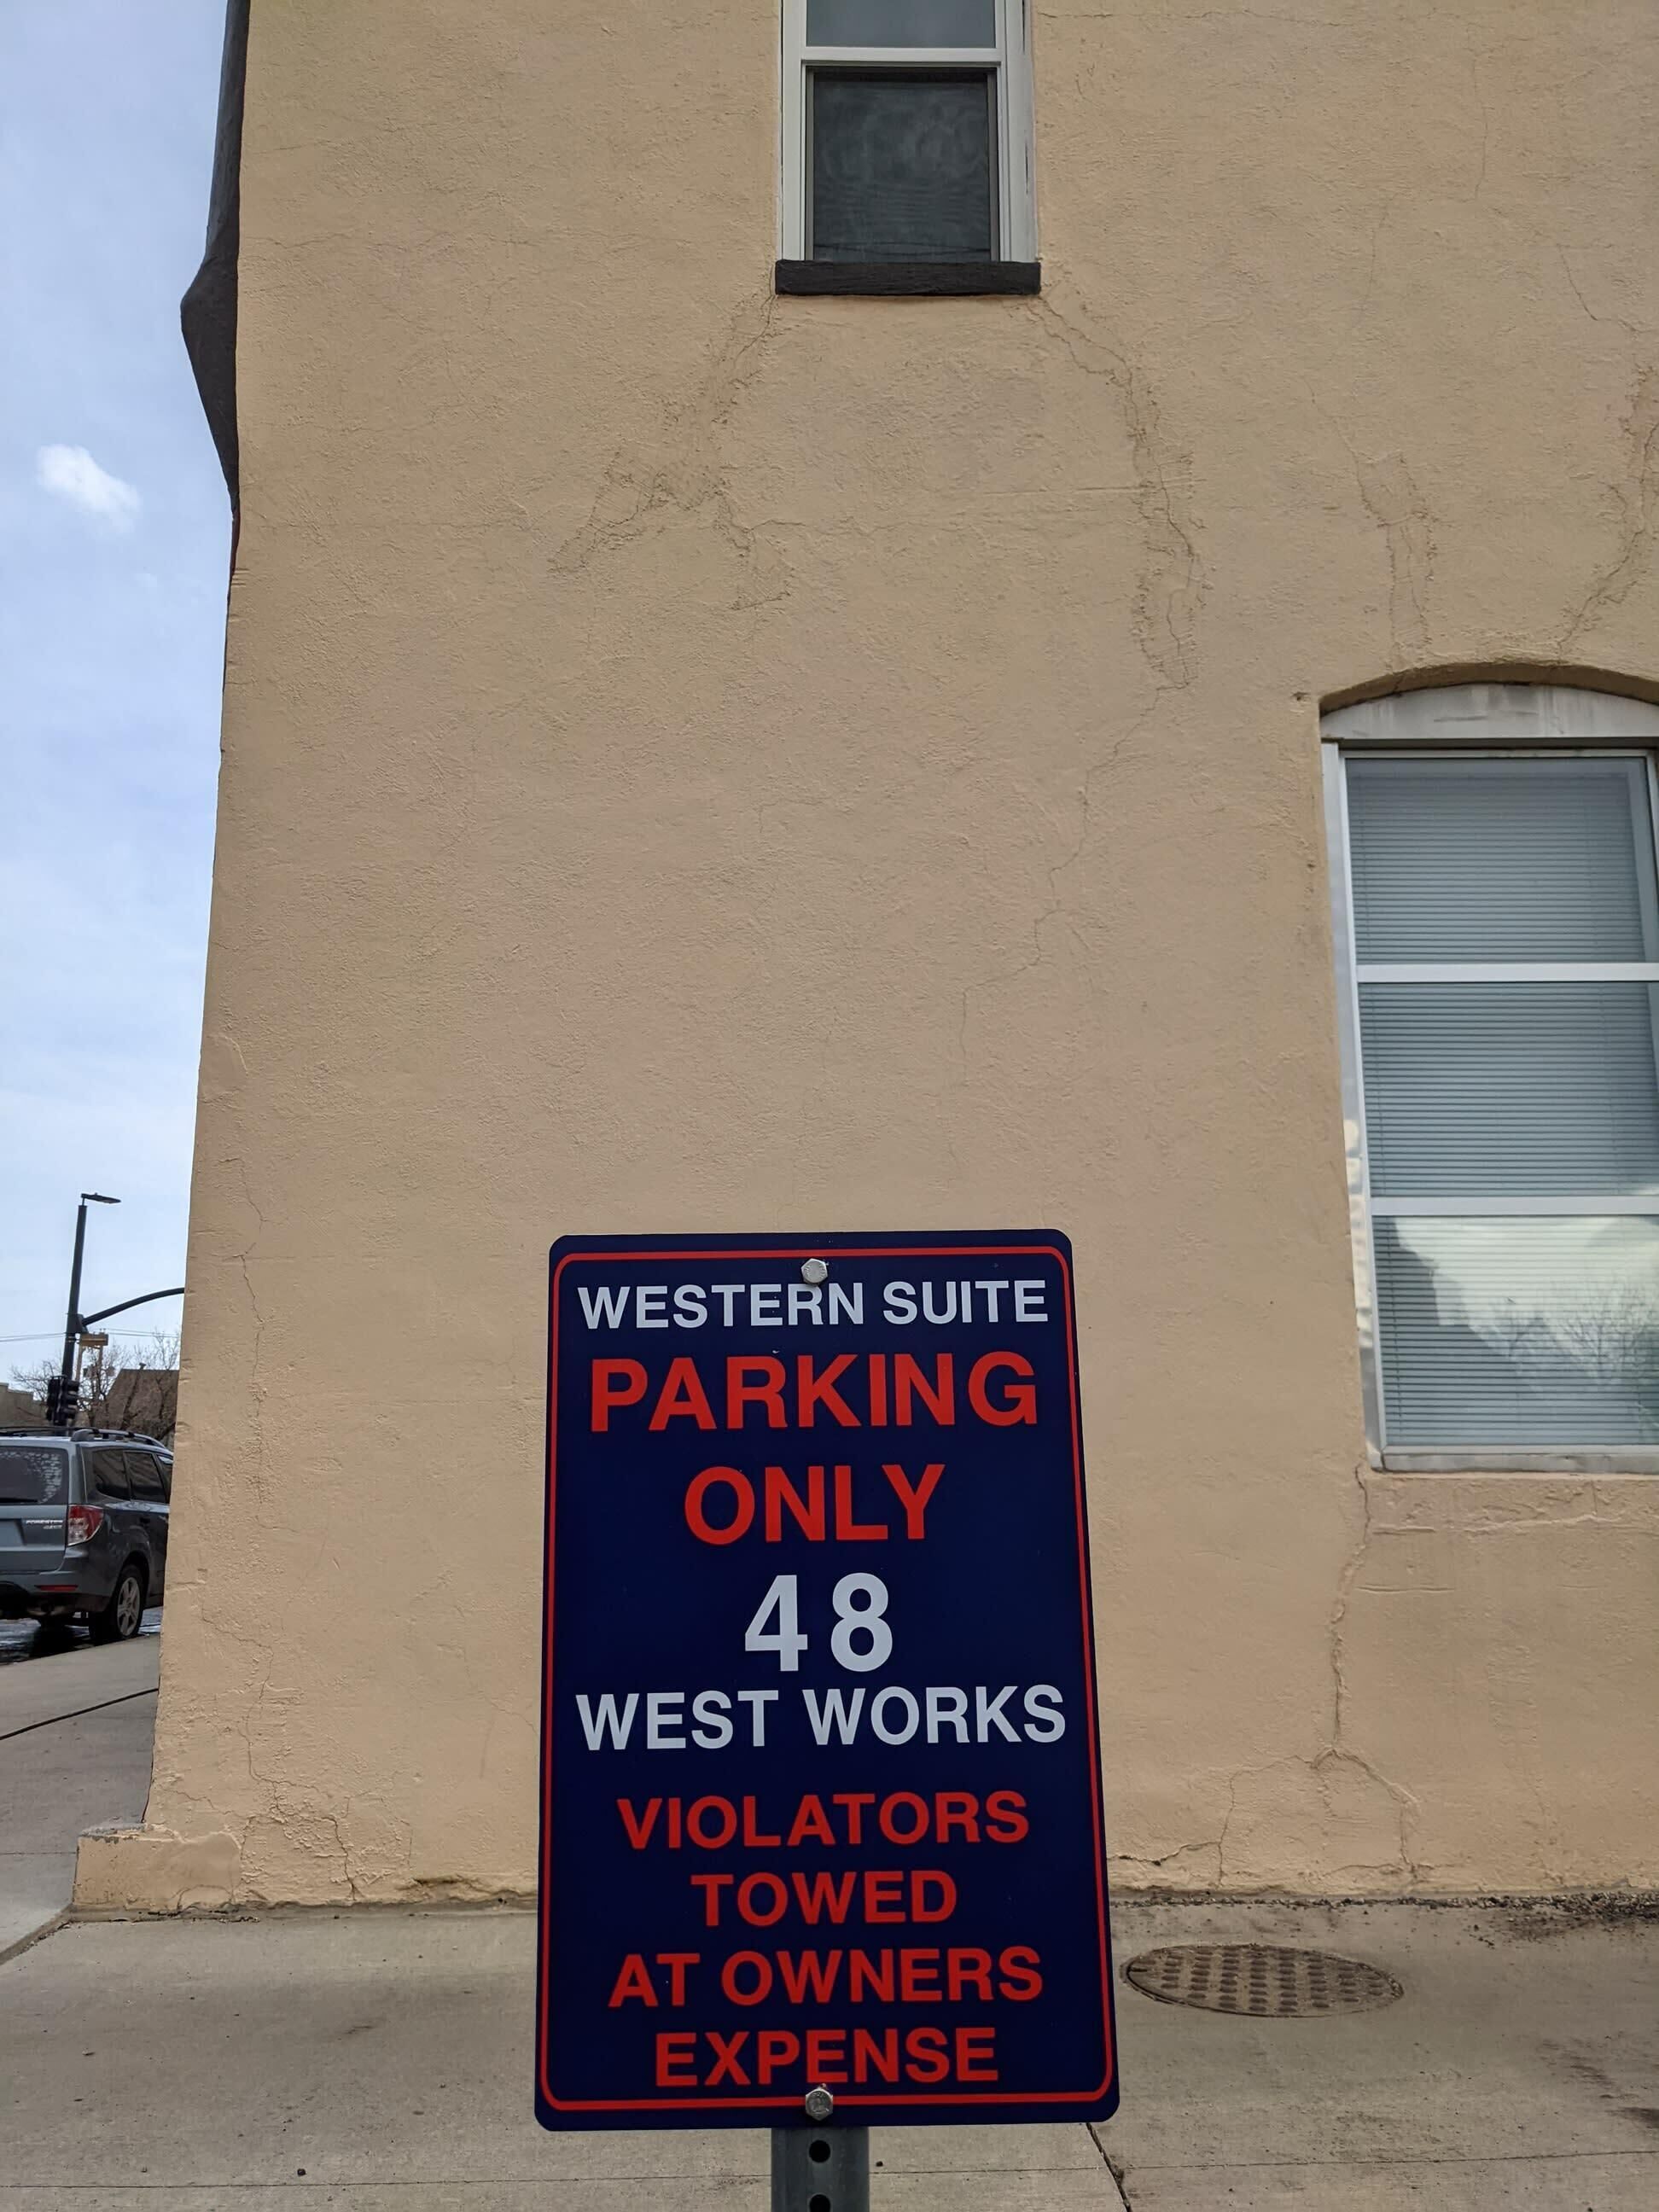 WESTERN SUITE
PARKING
ONLY
48
WEST WORKS
VIOLATORS
TOWED
AT OWNERS
EXPENSE